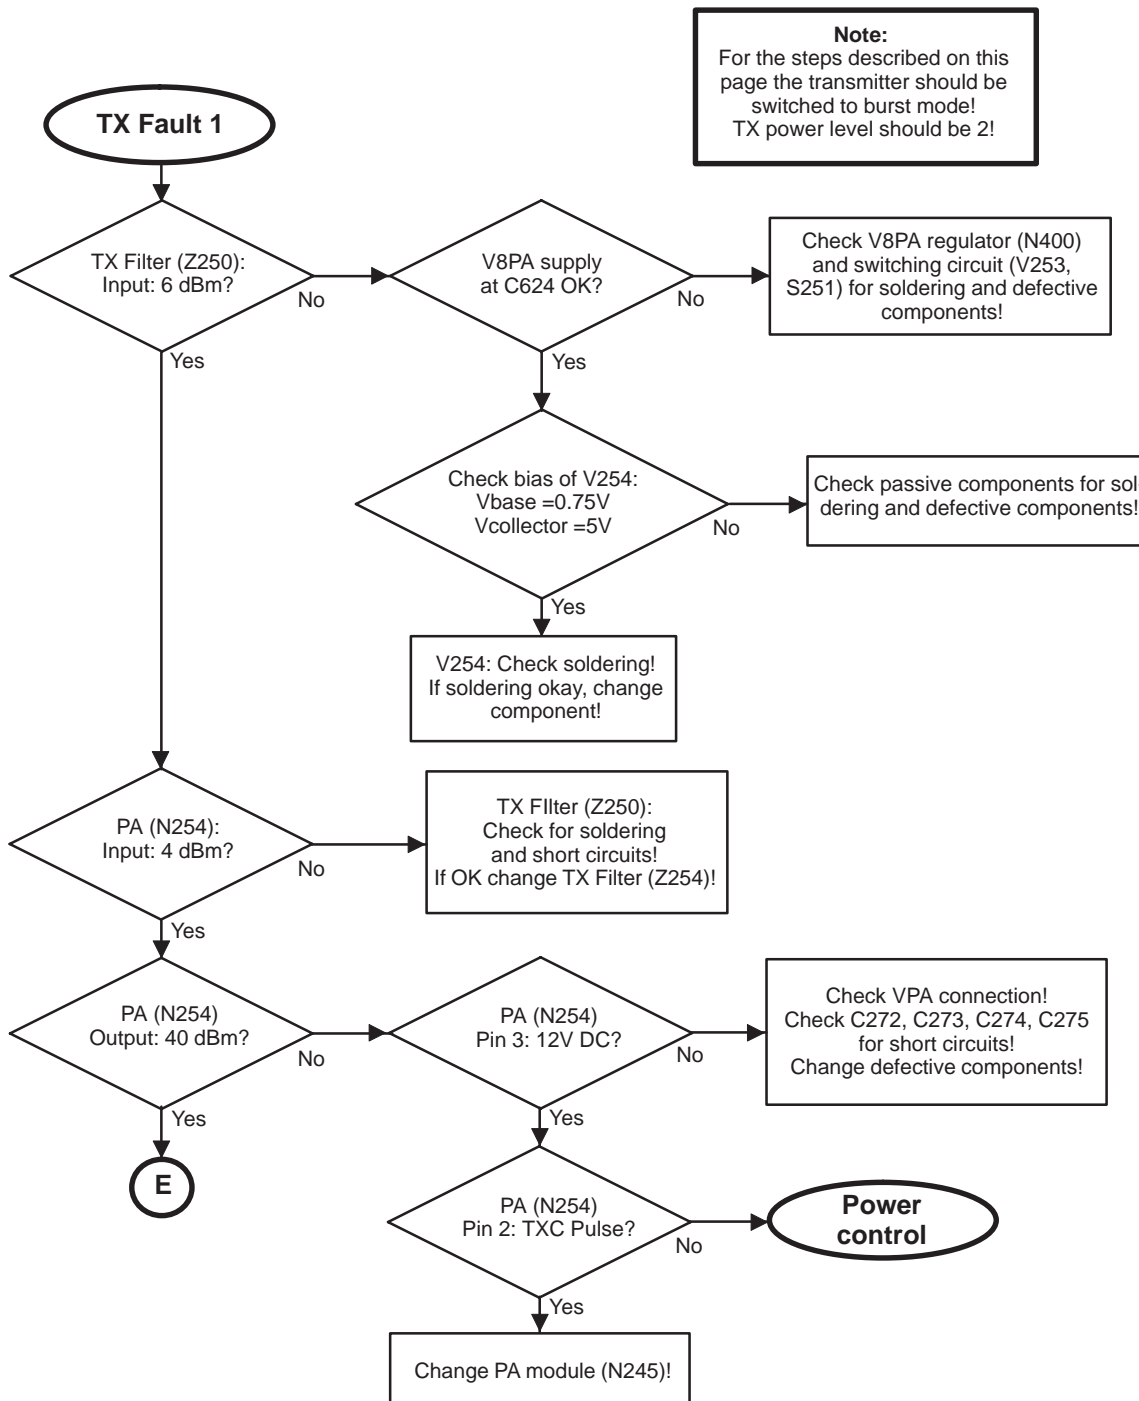 Note:
For the steps described on this
page the transmitter should be
switched to burst mode!
TX power level should be 2!
TX Fault 1
TX Filter (Z250):
Input: 6 dBm?
No
Yes
V8PA supply
at C624 OK?
No
Yes
Check V8PA regulator (N400)
and switching circuit (V253,
S251) for soldering and defective
components!
Check bias of V254:
Vbase =0.75V
Vcollector =5V
No
Yes
Check passive components for sol-
dering and defective components!
V254: Check soldering!
If soldering okay, change
component!
PA (N254):
Input: 4 dBm?
No
Yes
TX FIlter (Z250):
Check for soldering
and short circuits!
If OK change TX Filter (Z254)!
PA (N254)
Output: 40 dBm?
No
Yes
PA (N254)
Pin 3: 12V DC?
No
Yes
Check VPA connection!
Check C272, C273, C274, C275
for short circuits!
Change defective components!
E
PA (N254)
Pin 2: TXC Pulse?
No
Yes
Power
control
Change PA module (N245)!